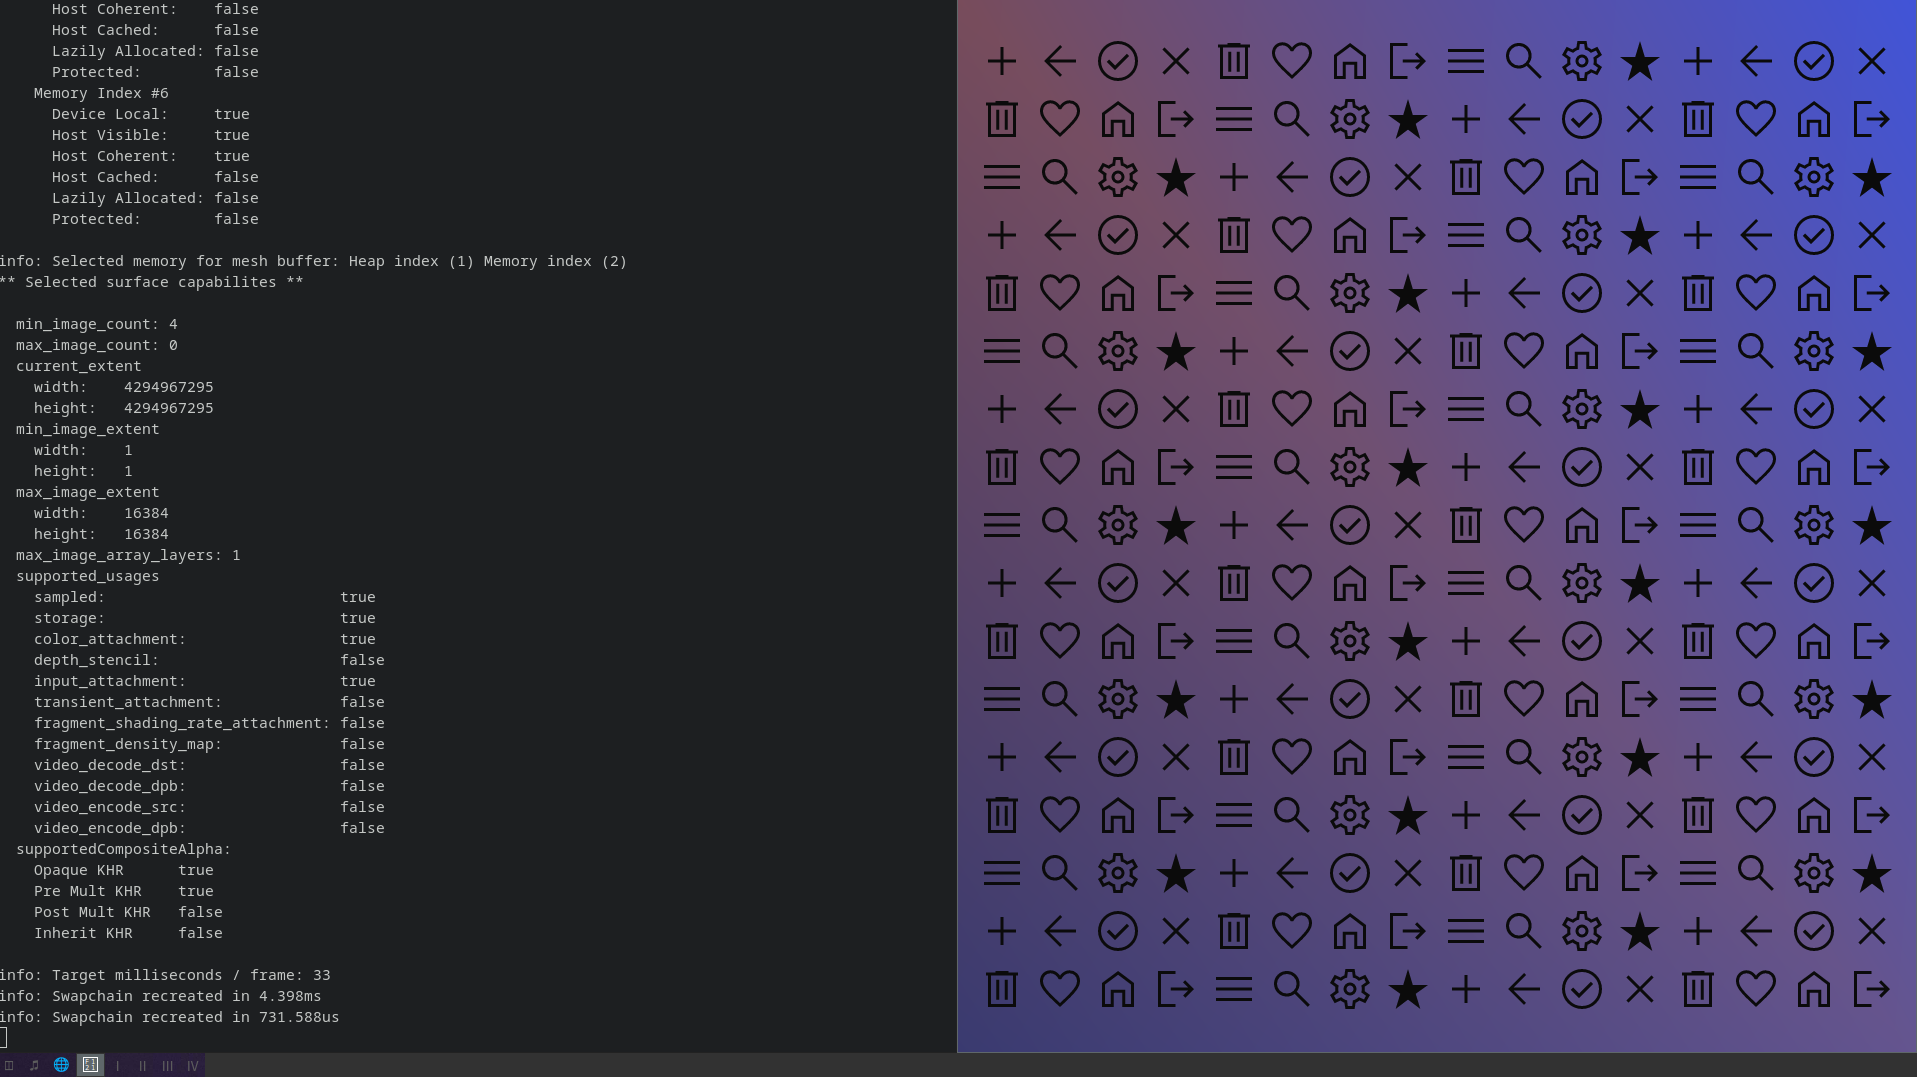 Host Coherent: false
Host Cached: false
Lazily Allocated: false
Protected: false
Memory Index #6
Device Local: true
Host Visible: true
Host Coherent: true
Host Cached: false
Lazily Allocated: false
Protected: false
info: Selected memory for mesh buffer: Heap index (1) Memory index (2)
** Selected surface capabilites **
min_image_count: 4
max_image_count: 0
current_extent
width: 4294967295
height: 4294967295
min_image_extent
width: 1
height: 1
max_image_extent
width: 16384
height: 16384
max_image_array_layers: 1
supported_usages
sampled: true
storage: true
color_attachment: true
depth_stencil: false
input_attachment: true
transient_attachment: false
fragment_shading_rate_attachment: false
fragment_density_map: false
video_decode_dst: false
video_decode_dpb: false
video_encode_src: false
video_encode_dpb: false
supportedCompositeAlpha:
Opaque KHR true
Pre Mult KHR true
Post Mult KHR false
Inherit KHR false
info: Target milliseconds / frame: 33
info: Swapchain recreated in 4.398ms
info: Swapchain recreated in 731.588us
I II III IV